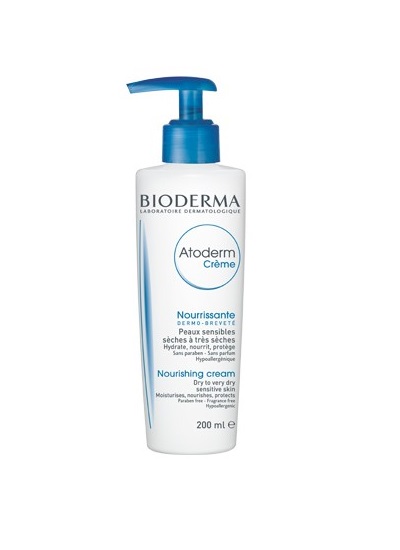 BIODERMA
LABORATOIRE DERMATOLOGIQUE
Atoderm
Crème
Nourrissante
DERMO-BREVETÉ
Peaux sensibles
sèches à très sèches
Hydrate, nourrit, protège
Sans paraben - Sans parfum
Hypoallergénique
Nourishing cream
Dry to very dry
sensitive skin
Moisturises, nourishes, protects
Paraben free - Fragrance free
Hypoallergenic
200 ml ℮